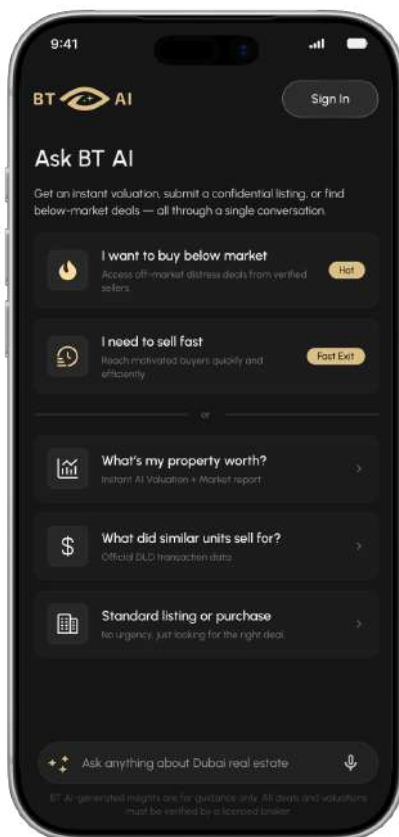 9:41
BT AI
Sign In
Ask BT AI
Get an instant valuation, submit a confidential listing, or find
below-market deals — all through a single conversation.
I want to buy below market
Access off-market distress deals from verified
sellers
Hot
I need to sell fast
Reach motivated buyers quickly and
efficiently
Fast Exit
or
What's my property worth?
Instant AI Valuation + Market report
What did similar units sell for?
Official DLD transaction data
$
Standard listing or purchase
No urgency, just looking for the right deal.
Ask anything about Dubai real estate
BT AI-generated insights are for guidance only. All deals and valuations
must be verified by a licensed broker.